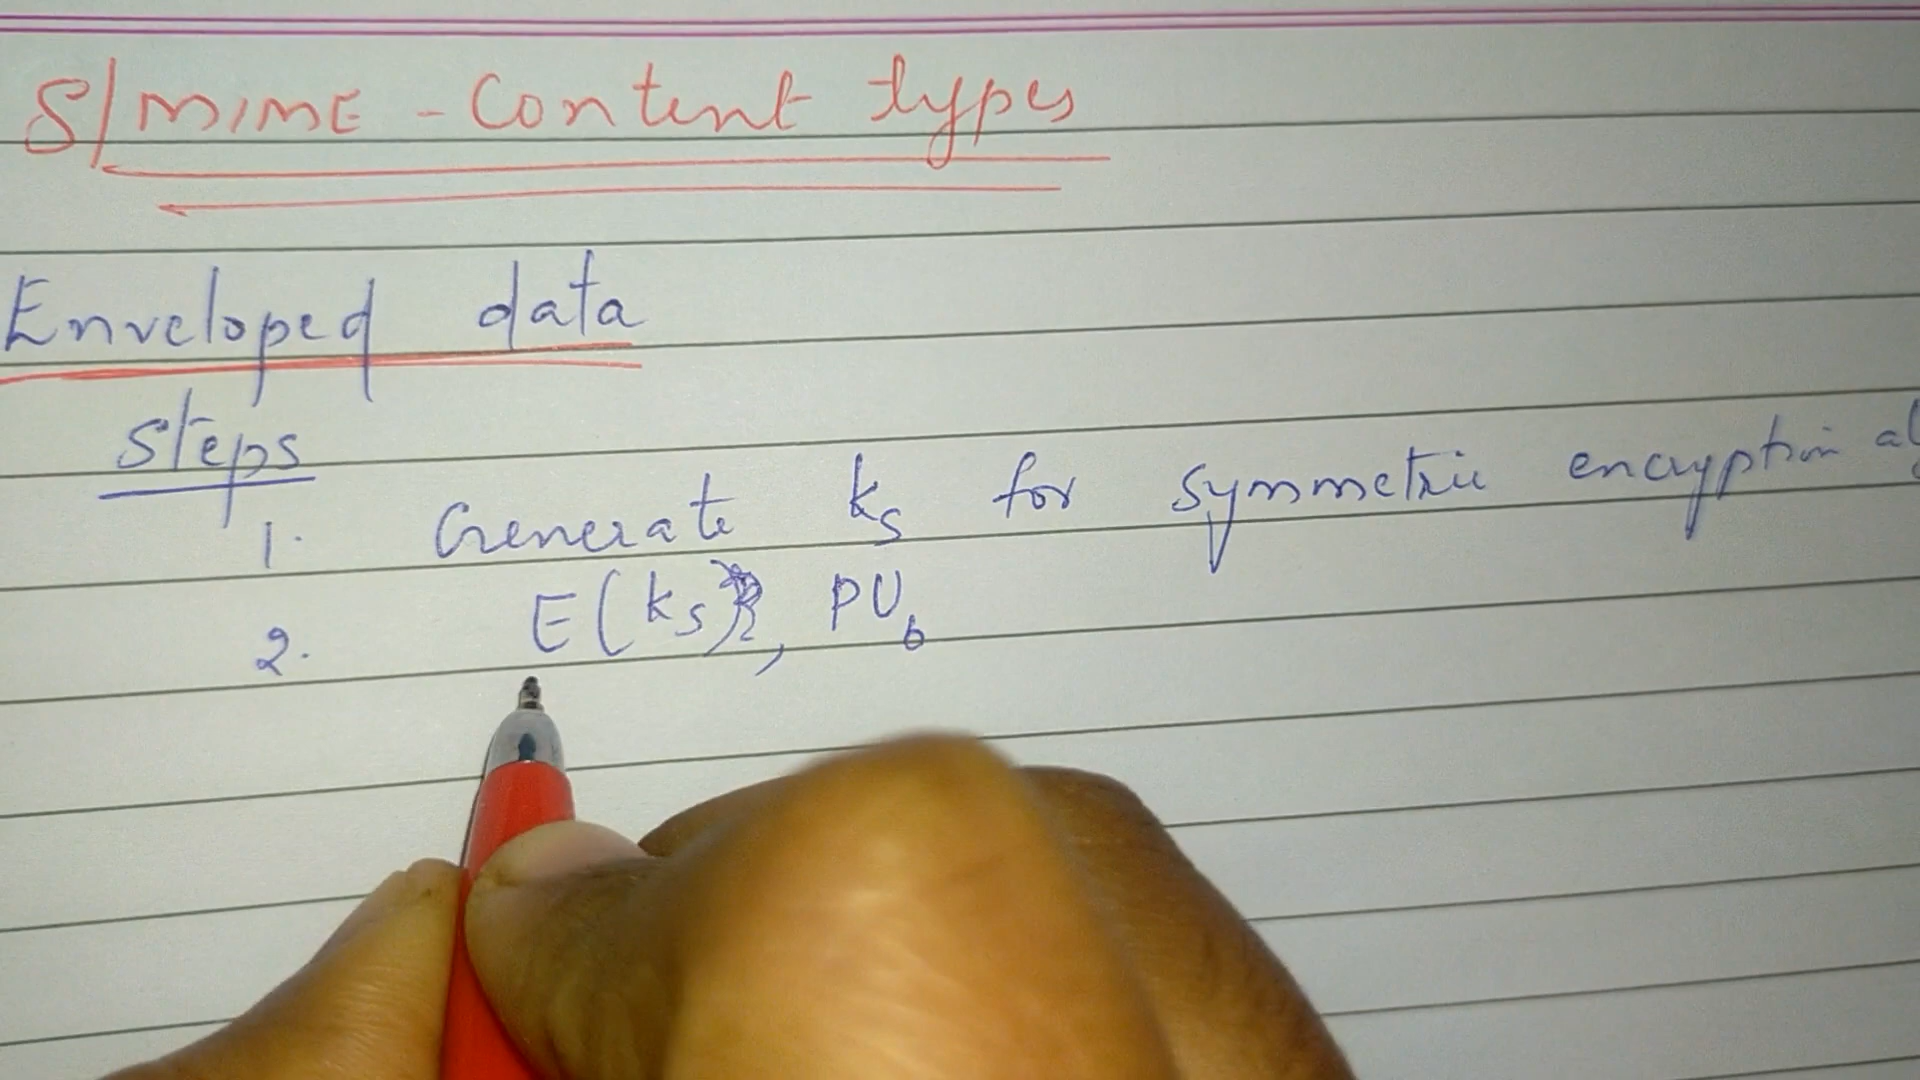 S/MIME - Content types
Enveloped data
Steps
1. Generate kS for symmetric encryption
2. E(kS), PUb